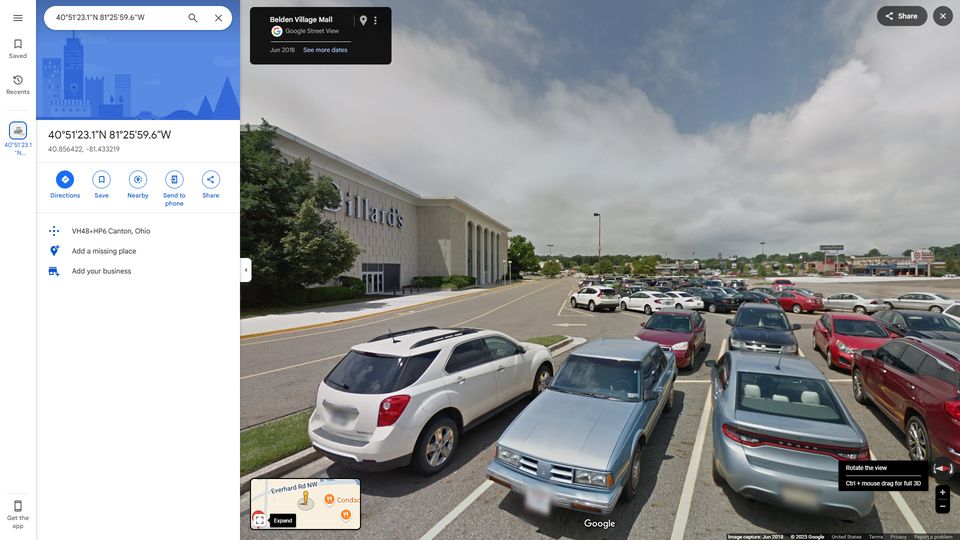 40°51'23.1"N 81°25'59.6"W
Saved
Recents
40°51'23.1
"N...
Get the
app
40°51'23.1"N 81°25'59.6"W
40.856422, -81.433219
Directions
Save
Nearby
Send to
phone
Share
VH48+HP6 Canton, Ohio
Add a missing place
Add your business
Belden Village Mall
Google Street View
Jun 2018 See more dates
Share
Dillard's
Everhard Rd NW
Condad
Expand
Google
Rotate the view
Ctrl + mouse drag for full 3D
Image capture: Jun 2018 © 2025 Google United States Terms Privacy Report a problem